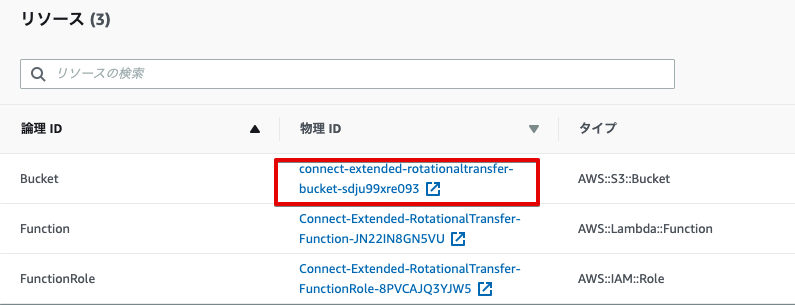 リソース (3)
リソースの検索
論理 ID
物理 ID
タイプ
Bucket
connect-extended-rotationaltransfer-
bucket-sdju99xre093
AWS::S3::Bucket
Function
Connect-Extended-RotationalTransfer-
Function-JN22IN8GN5VU
AWS::Lambda::Function
FunctionRole
Connect-Extended-RotationalTransfer-
FunctionRole-8PVCAJQ3YJW5
AWS::IAM::Role